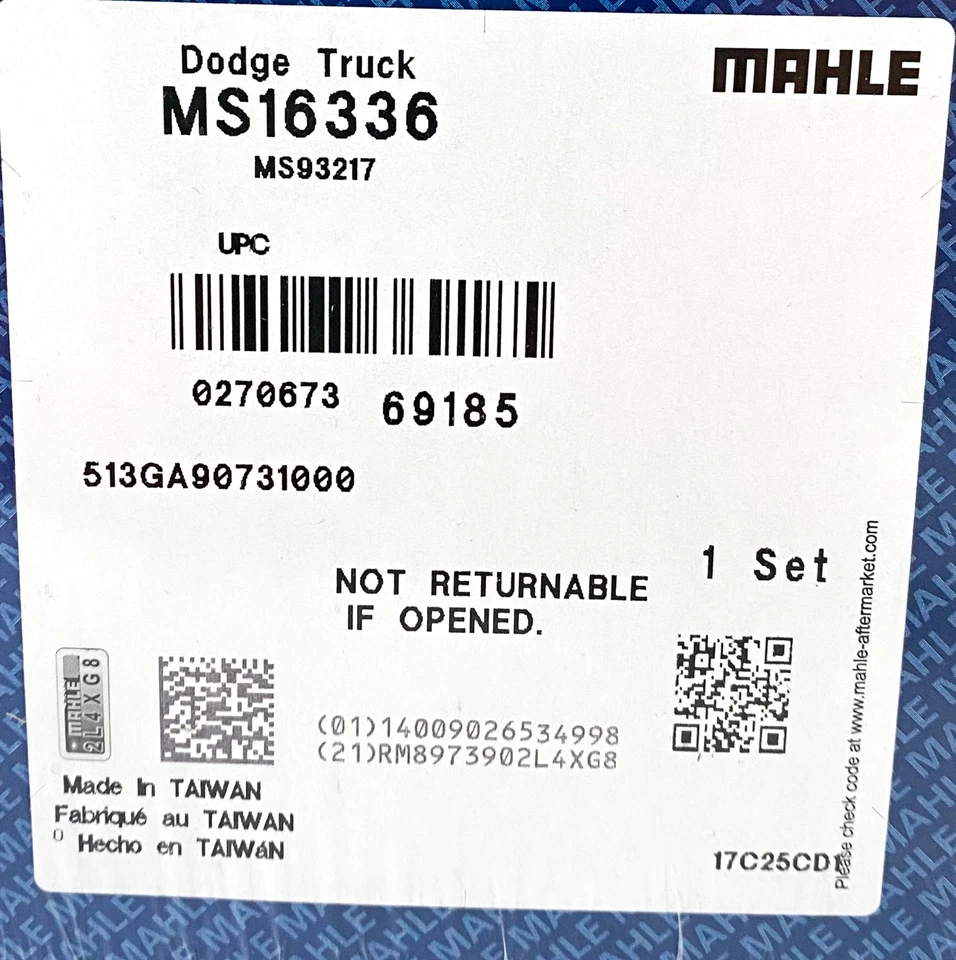 Dodge Truck
MAHLE
MS16336
MS93217
UPC
0270673 69185
513GA90731000
1 Set
NOT RETURNABLE
IF OPENED.
MAHLE
2L4XG8
(01)14009026534998
(21)RM8973902L4XG8
Made In TAIWAN
Fabriqué au TAIWAN
0 Hecho en TAIWáN
17C25CD1
Please check code at www.mahle-aftermarket.com